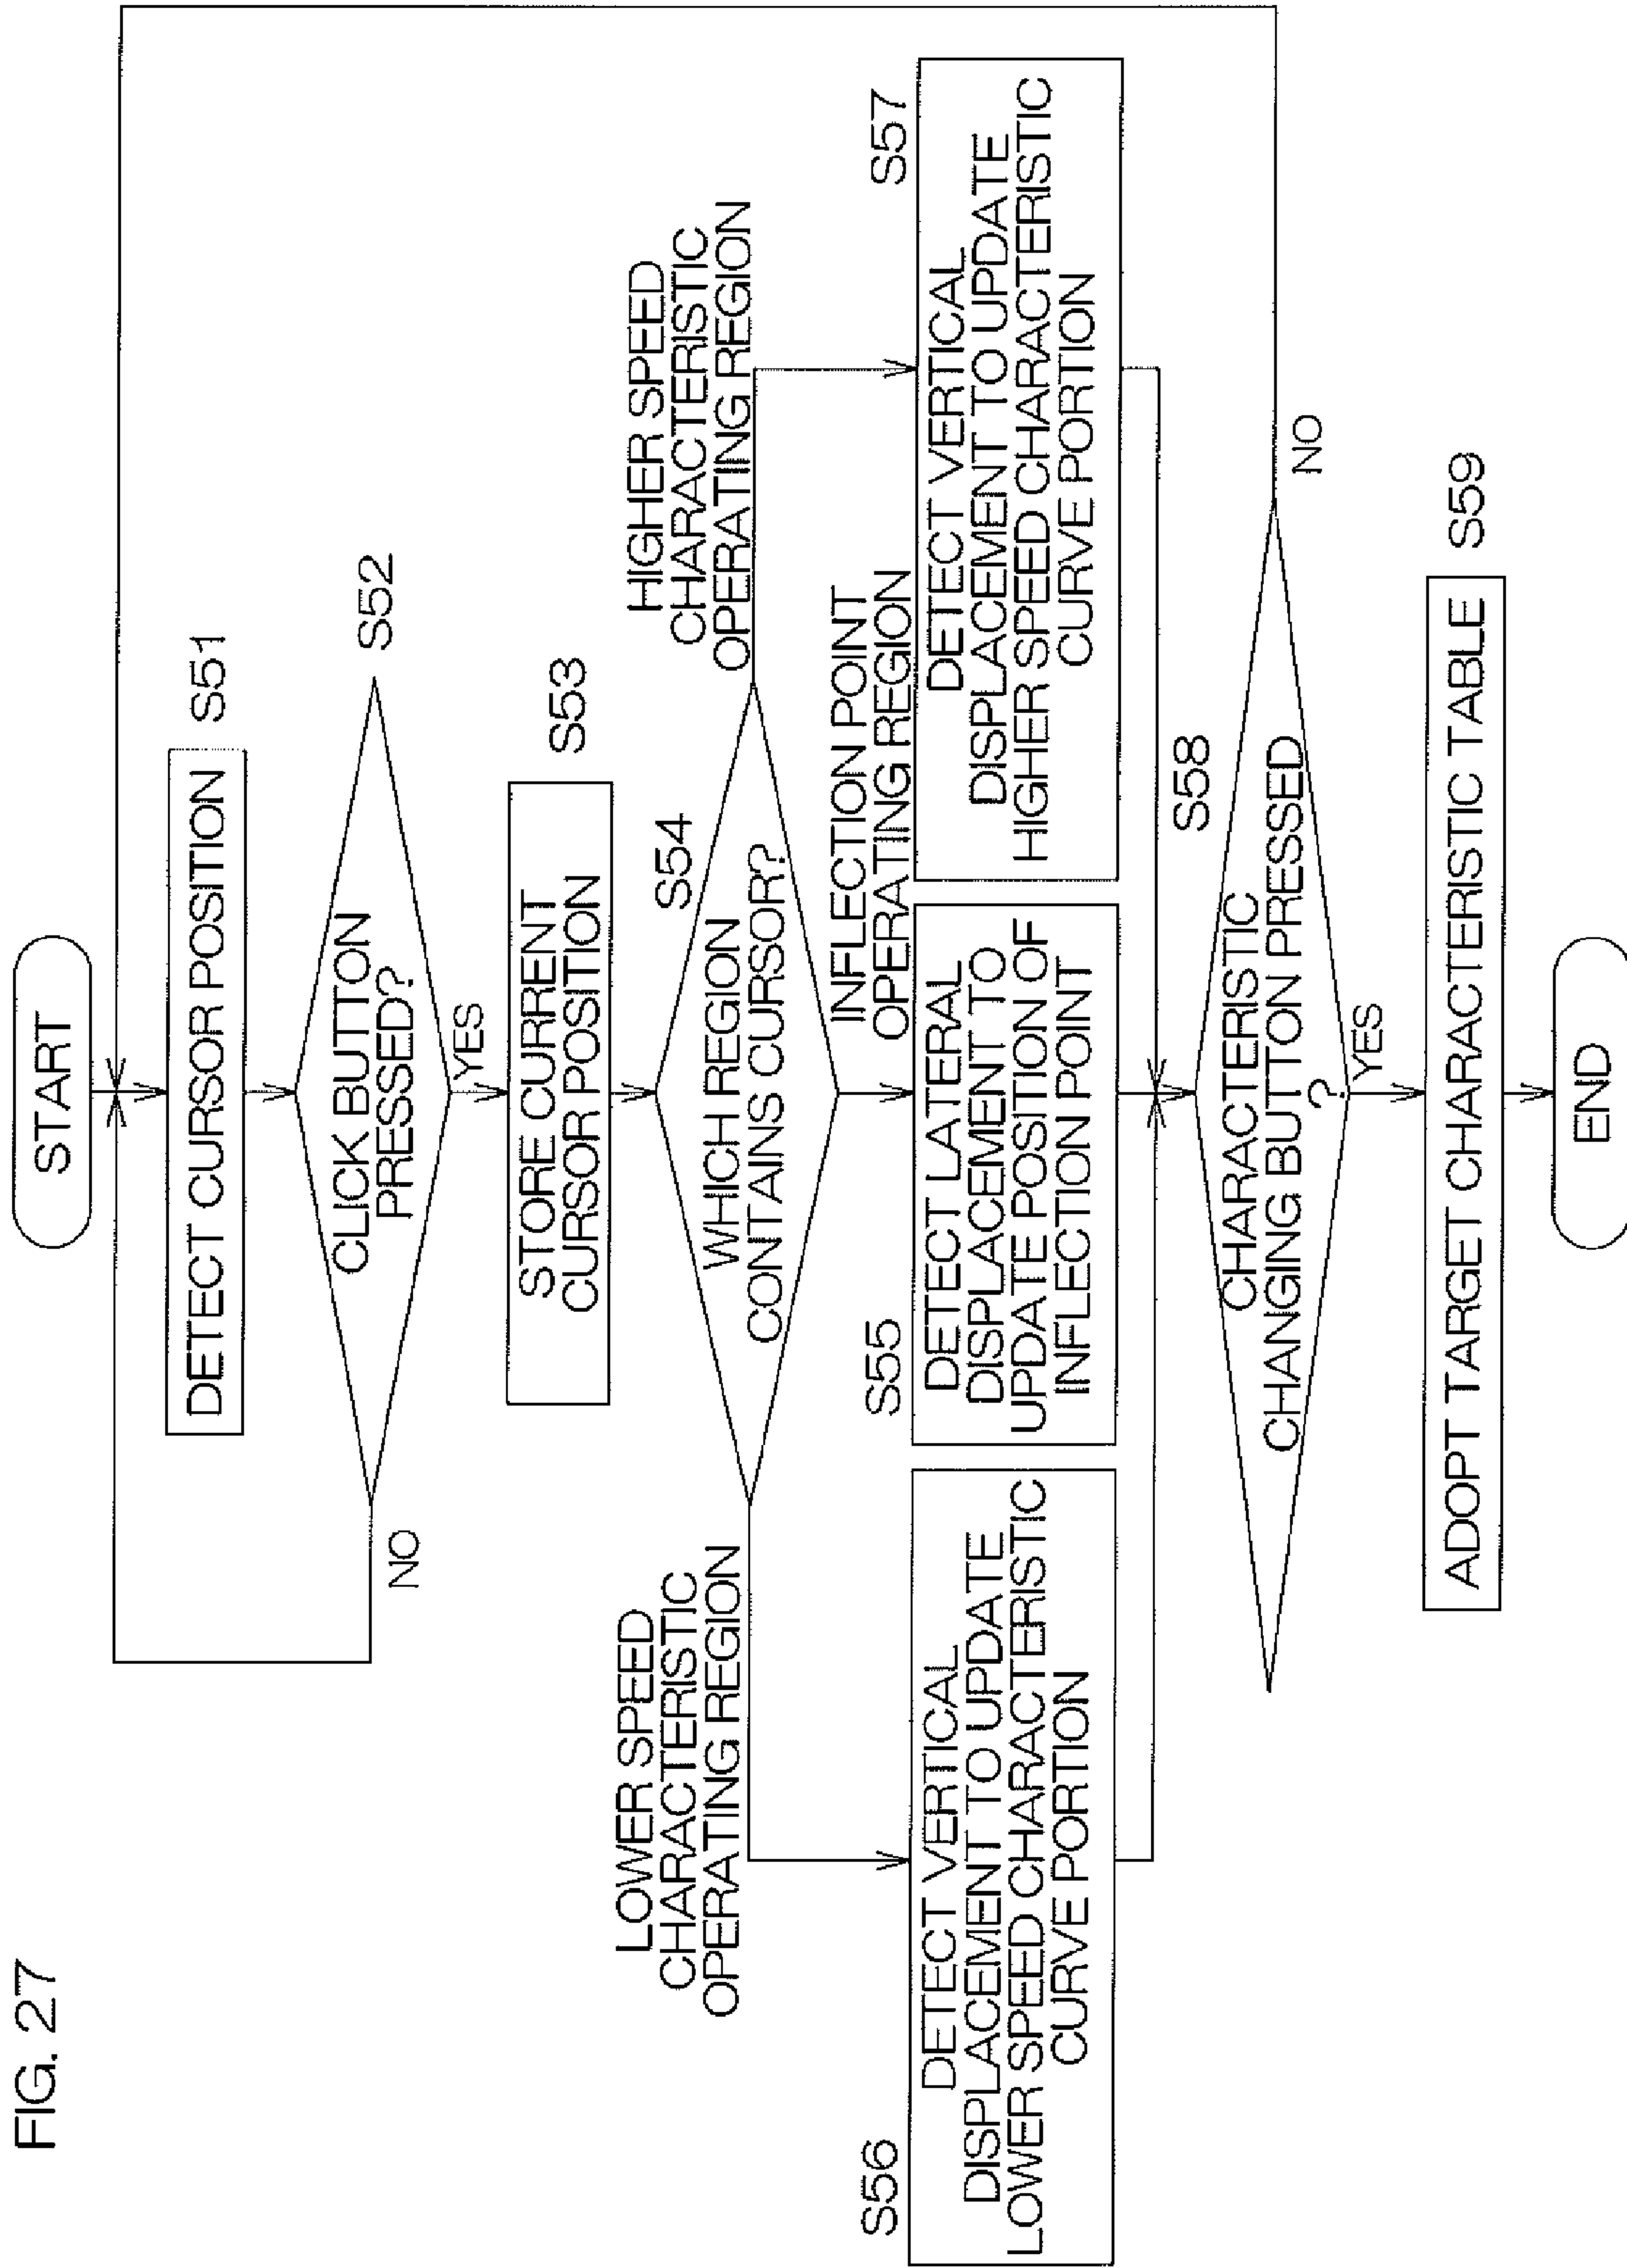 FIG. 27
START
DETECT CURSOR POSITION
S51
CLICK BUTTON
PRESSED?
S52
NO
YES
STORE CURRENT
CURSOR POSITION
S53
WHICH REGION
CONTAINS CURSOR?
S54
LOWER SPEED
CHARACTERISTIC
OPERATING REGION
HIGHER SPEED
CHARACTERISTIC
OPERATING REGION
INFLECTION POINT
OPERATING REGION
S56
DETECT VERTICAL
DISPLACEMENT TO UPDATE
LOWER SPEED CHARACTERISTIC
CURVE PORTION
S55
DETECT LATERAL
DISPLACEMENT TO
UPDATE POSITION OF
INFLECTION POINT
S57
DETECT VERTICAL
DISPLACEMENT TO UPDATE
HIGHER SPEED CHARACTERISTIC
CURVE PORTION
S58
CHARACTERISTIC
CHANGING BUTTON PRESSED
?
NO
YES
ADOPT TARGET CHARACTERISTIC TABLE
S59
END